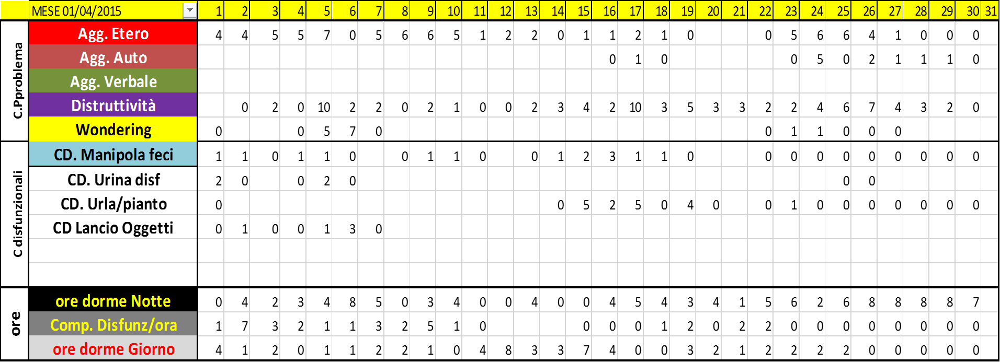 MESE 01/04/2015 1 2 3 4 5 6 7 8 9 10 11 12 13 14 15 16 17 18 19 20 21 22 23 24 25 26 27 28 29 30 31
C.Pproblema
Agg. Etero 4 4 5 5 7 0 5 6 6 5 1 2 2 0 1 1 2 1 0 0 5 6 6 4 1 0 0 0
Agg. Auto 0 1 0 0 5 0 2 1 1 1 0
Agg. Verbale
Distruttività 0 2 0 10 2 2 0 2 1 0 0 2 3 4 2 10 3 5 3 3 2 2 4 6 7 4 3 2 0
Wondering 0 0 5 7 0 0 1 1 0 0 0
C disfunzionali
CD. Manipola feci 1 1 0 1 1 0 0 1 1 0 0 1 2 3 1 1 0 0 0 0 0 0 0 0 0 0
CD. Urina disf 2 0 0 2 0 0 0
CD. Urla/pianto 0 0 5 2 5 0 4 0 0 1 0 0 0 0 0 0 0
CD Lancio Oggetti 0 1 0 0 1 3 0
ore
ore dorme Notte 0 4 2 3 4 8 5 0 3 4 0 0 4 0 0 4 5 4 3 4 1 5 6 2 6 8 8 8 8 7
Comp. Disfunz/ora 1 7 3 2 1 1 3 2 5 1 0 0 0 0 1 2 0 2 2 0 0 0 0 0 0 0 0
ore dorme Giorno 4 1 2 0 1 1 2 2 1 0 4 8 3 3 7 4 0 0 3 2 1 2 2 2 2 0 0 0 0 0